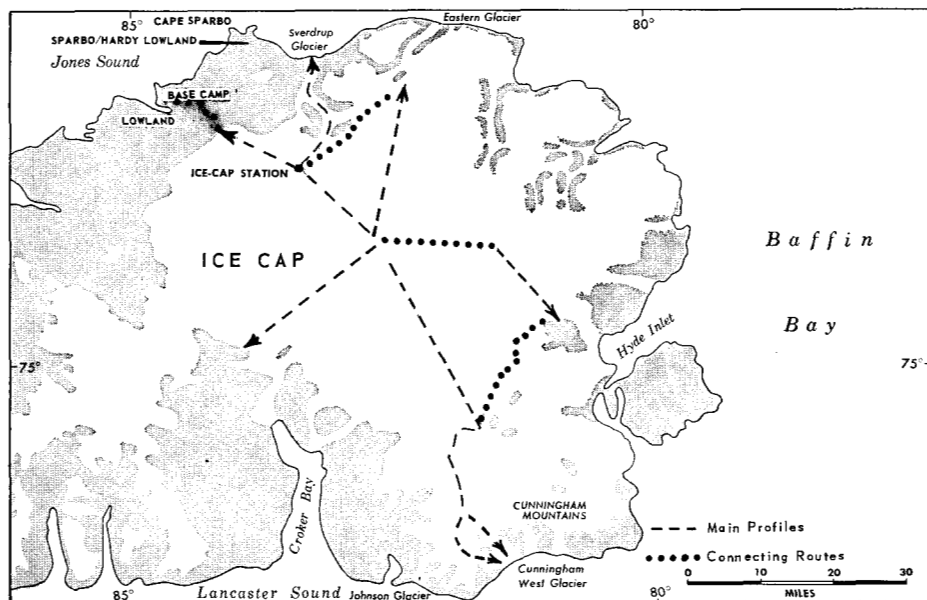 85°
CAPE SPARBO
80°
Eastern Glacier
SPARBO/HARDY LOWLAND
Sverdrup
Glacier
Jones Sound
BASE CAMP
LOWLAND
ICE-CAP STATION
ICE CAP
Baffin
Bay
Hyde Inlet
75°
75°
Croker Bay
CUNNINGHAM
MOUNTAINS
Main Profiles
Connecting Routes
Cunningham
West Glacier
85°
Lancaster Sound
Johnson Glacier
80°
0 10 20 30
MILES